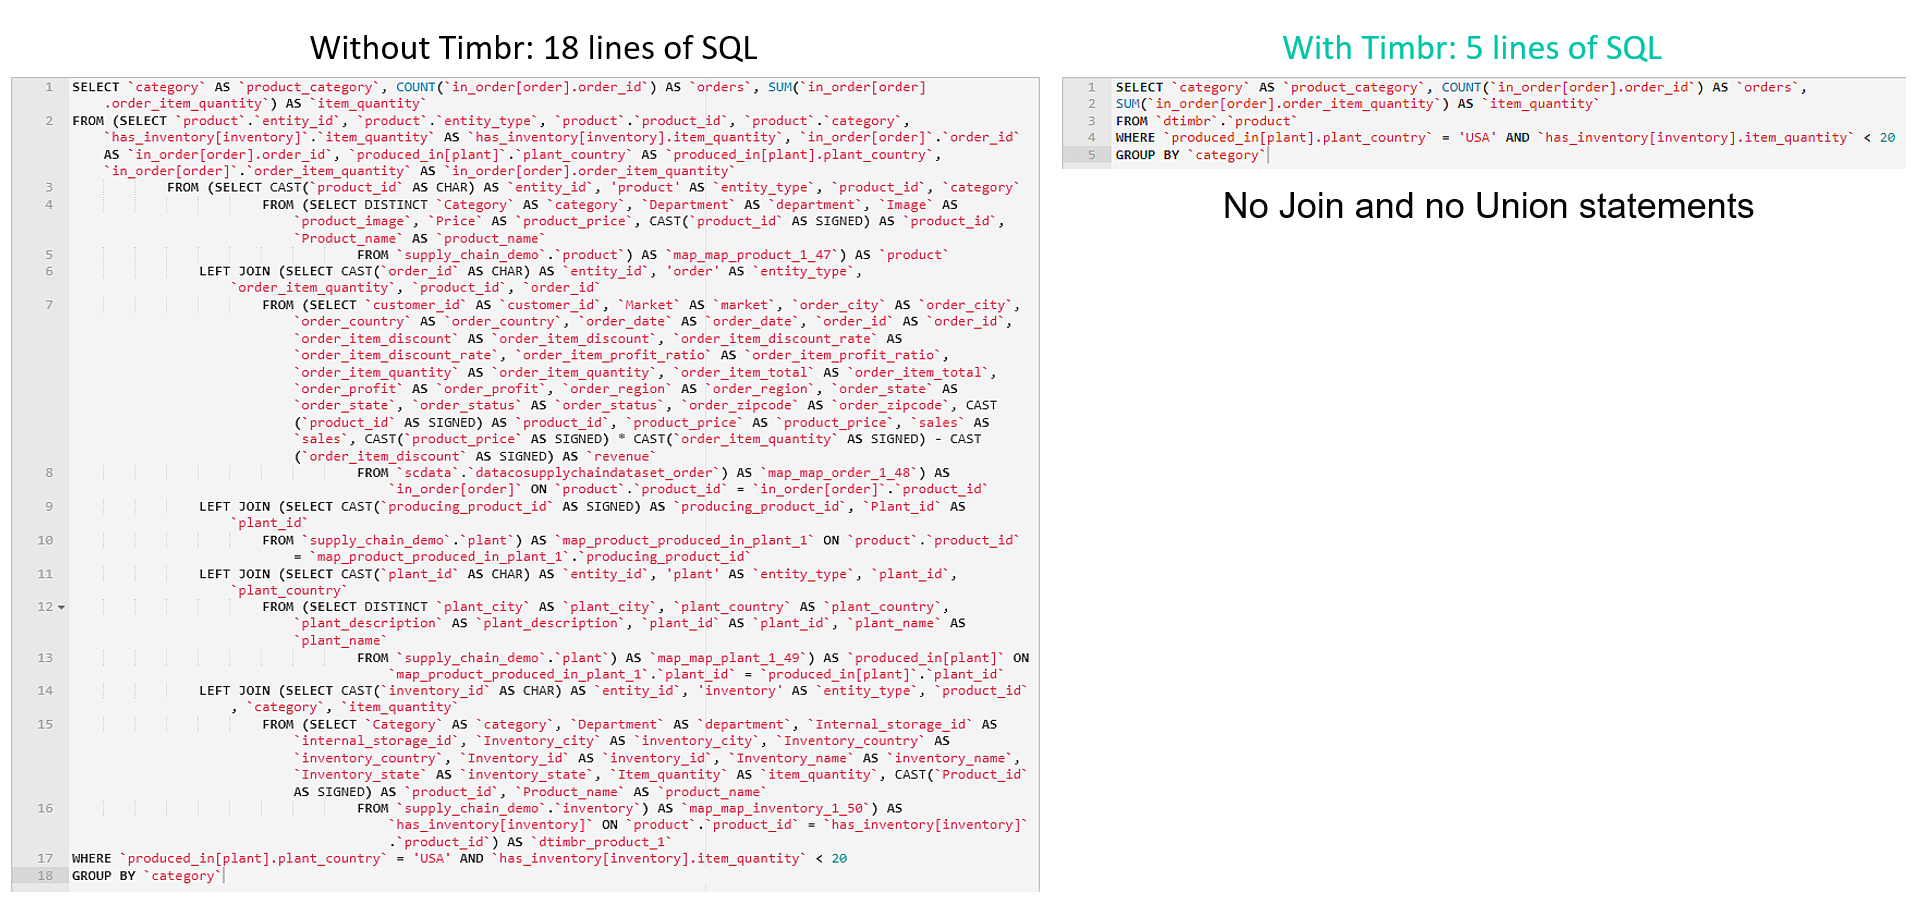 Without Timbr: 18 lines of SQL
1 SELECT `category` AS `product_category`, COUNT(`in_order[order].order_id`) AS `orders`, SUM(`in_order[order]
.order_item_quantity`) AS `item_quantity`
2 FROM (SELECT `product`.`entity_id`, `product`.`entity_type`, `product`.`product_id`, `product`.`category`,
`has_inventory[inventory]`.`item_quantity` AS `has_inventory[inventory].item_quantity`, `in_order[order]`.`order_id`
AS `in_order[order].order_id`, `produced_in[plant]`.`plant_country` AS `produced_in[plant].plant_country`,
`in_order[order]`.`order_item_quantity` AS `in_order[order].order_item_quantity`
3 FROM (SELECT CAST(`product_id` AS CHAR) AS `entity_id`, 'product' AS `entity_type`, `product_id`, `category`
4 FROM (SELECT DISTINCT `Category` AS `category`, `Department` AS `department`, `Image` AS
`product_image`, `Price` AS `product_price`, CAST(`product_id` AS SIGNED) AS `product_id`,
`Product_name` AS `product_name`
5 FROM `supply_chain_demo`.`product`) AS `map_map_product_1_47`) AS `product`
6 LEFT JOIN (SELECT CAST(`order_id` AS CHAR) AS `entity_id`, 'order' AS `entity_type`,
`order_item_quantity`, `product_id`, `order_id`
7 FROM (SELECT `customer_id` AS `customer_id`, `Market` AS `market`, `order_city` AS `order_city`,
`order_country` AS `order_country`, `order_date` AS `order_date`, `order_id` AS `order_id`,
`order_item_discount` AS `order_item_discount`, `order_item_discount_rate` AS
`order_item_discount_rate`, `order_item_profit_ratio` AS `order_item_profit_ratio`,
`order_item_quantity` AS `order_item_quantity`, `order_item_total` AS `order_item_total`,
`order_profit` AS `order_profit`, `order_region` AS `order_region`, `order_state` AS
`order_state`, `order_status` AS `order_status`, `order_zipcode` AS `order_zipcode`, CAST
(`product_id` AS SIGNED) AS `product_id`, `product_price` AS `product_price`, `sales` AS
`sales`, CAST(`product_price` AS SIGNED) * CAST(`order_item_quantity` AS SIGNED) - CAST
(`order_item_discount` AS SIGNED) AS `revenue`
8 FROM `scdata`.`datacosupplychaindataset_order`) AS `map_map_order_1_48`) AS
`in_order[order]` ON `product`.`product_id` = `in_order[order]`.`product_id`
9 LEFT JOIN (SELECT CAST(`producing_product_id` AS SIGNED) AS `producing_product_id`, `Plant_id` AS
`plant_id`
10 FROM `supply_chain_demo`.`plant`) AS `map_product_produced_in_plant_1` ON `product`.`product_id`
= `map_product_produced_in_plant_1`.`producing_product_id`
11 LEFT JOIN (SELECT CAST(`plant_id` AS CHAR) AS `entity_id`, 'plant' AS `entity_type`, `plant_id`,
`plant_country`
12 FROM (SELECT DISTINCT `plant_city` AS `plant_city`, `plant_country` AS `plant_country`,
`plant_description` AS `plant_description`, `plant_id` AS `plant_id`, `plant_name` AS
`plant_name`
13 FROM `supply_chain_demo`.`plant`) AS `map_map_plant_1_49`) AS `produced_in[plant]` ON
`map_product_produced_in_plant_1`.`plant_id` = `produced_in[plant]`.`plant_id`
14 LEFT JOIN (SELECT CAST(`inventory_id` AS CHAR) AS `entity_id`, 'inventory' AS `entity_type`, `product_id`
, `category`, `item_quantity`
15 FROM (SELECT `Category` AS `category`, `Department` AS `department`, `Internal_storage_id` AS
`internal_storage_id`, `Inventory_city` AS `inventory_city`, `Inventory_country` AS
`inventory_country`, `Inventory_id` AS `inventory_id`, `Inventory_name` AS `inventory_name`,
`Inventory_state` AS `inventory_state`, `Item_quantity` AS `item_quantity`, CAST(`Product_id`
AS SIGNED) AS `product_id`, `Product_name` AS `product_name`
16 FROM `supply_chain_demo`.`inventory`) AS `map_map_inventory_1_50`) AS
`has_inventory[inventory]` ON `product`.`product_id` = `has_inventory[inventory]`
.`product_id`) AS `dtimbr_product_1`
17 WHERE `produced_in[plant].plant_country` = 'USA' AND `has_inventory[inventory].item_quantity` < 20
18 GROUP BY `category`
With Timbr: 5 lines of SQL
1 SELECT `category` AS `product_category`, COUNT(`in_order[order].order_id`) AS `orders`,
2 SUM(`in_order[order].order_item_quantity`) AS `item_quantity`
3 FROM `dtimbr`.`product`
4 WHERE `produced_in[plant].plant_country` = 'USA' AND `has_inventory[inventory].item_quantity` < 20
5 GROUP BY `category`
No Join and no Union statements